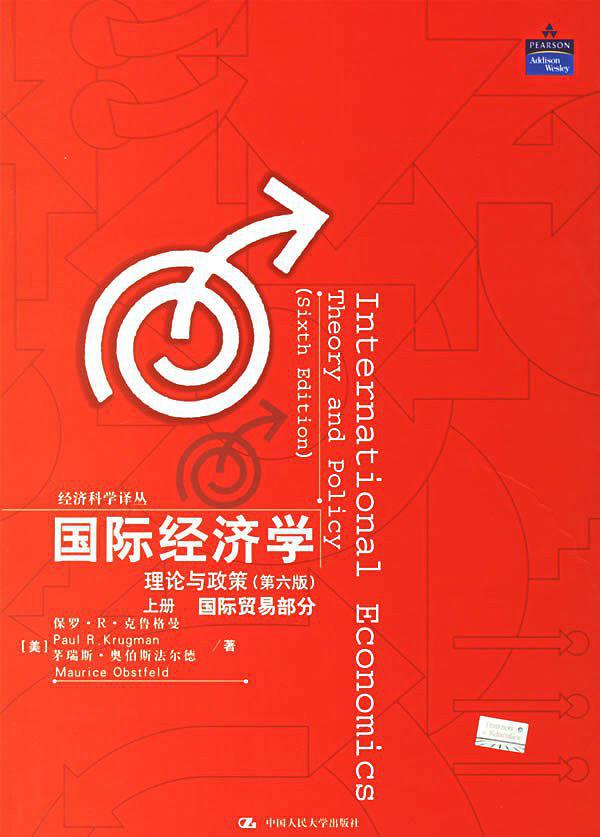 PEARSON
Addison
Wesley
International Economics
Theory and Policy
(Sixth Edition)
经济科学译丛
国际经济学
理论与政策(第六版)
上册 国际贸易部分
保罗·R·克鲁格曼
[美] Paul R.Krugman /著
茅瑞斯·奥伯斯法尔德
Maurice Obstfeld
中国人民大学出版社